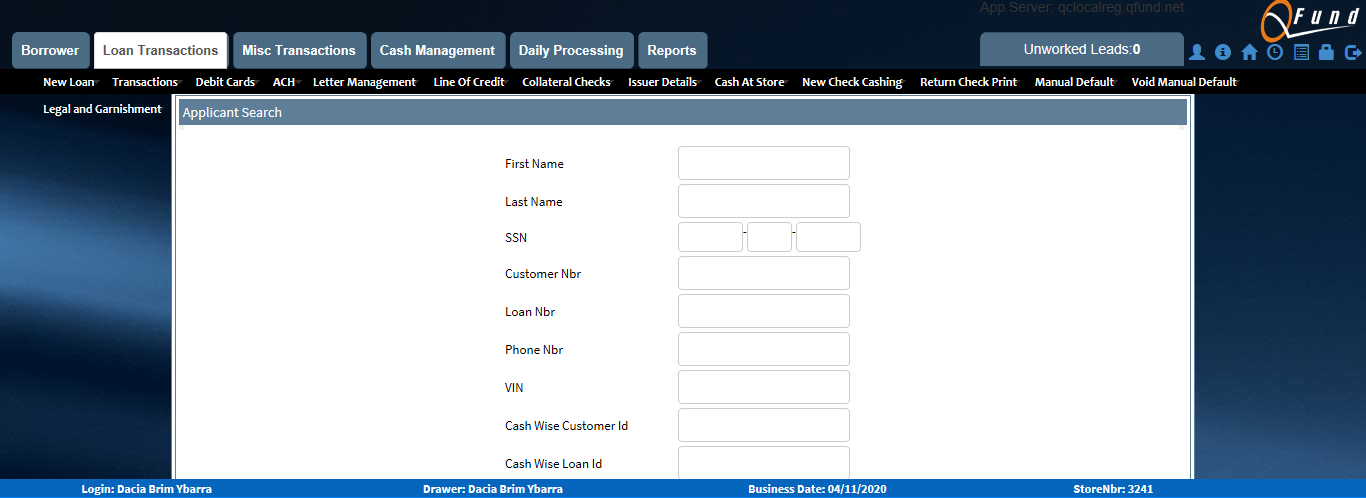 App Server: qclocalreg.qfund.net
QFund
Borrower Loan Transactions Misc Transactions Cash Management Daily Processing Reports Unworked Leads:0
New Loan Transactions Debit Cards ACH Letter Management Line Of Credit Collateral Checks Issuer Details Cash At Store New Check Cashing Return Check Print Manual Default Void Manual Default
Legal and Garnishment
Applicant Search
First Name
Last Name
SSN - -
Customer Nbr
Loan Nbr
Phone Nbr
VIN
Cash Wise Customer Id
Cash Wise Loan Id
Login: Dacia Brim Ybarra Drawer: Dacia Brim Ybarra Business Date: 04/11/2020 StoreNbr: 3241